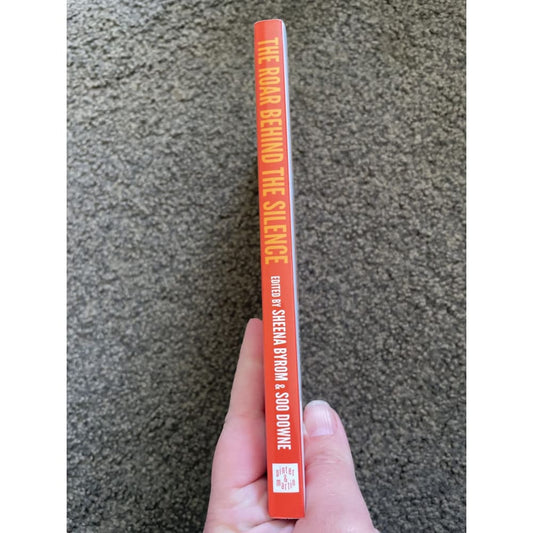 THE ROAR BEHIND THE SILENCE
EDITED BY SHEENA BYROM & SOO DOWNE